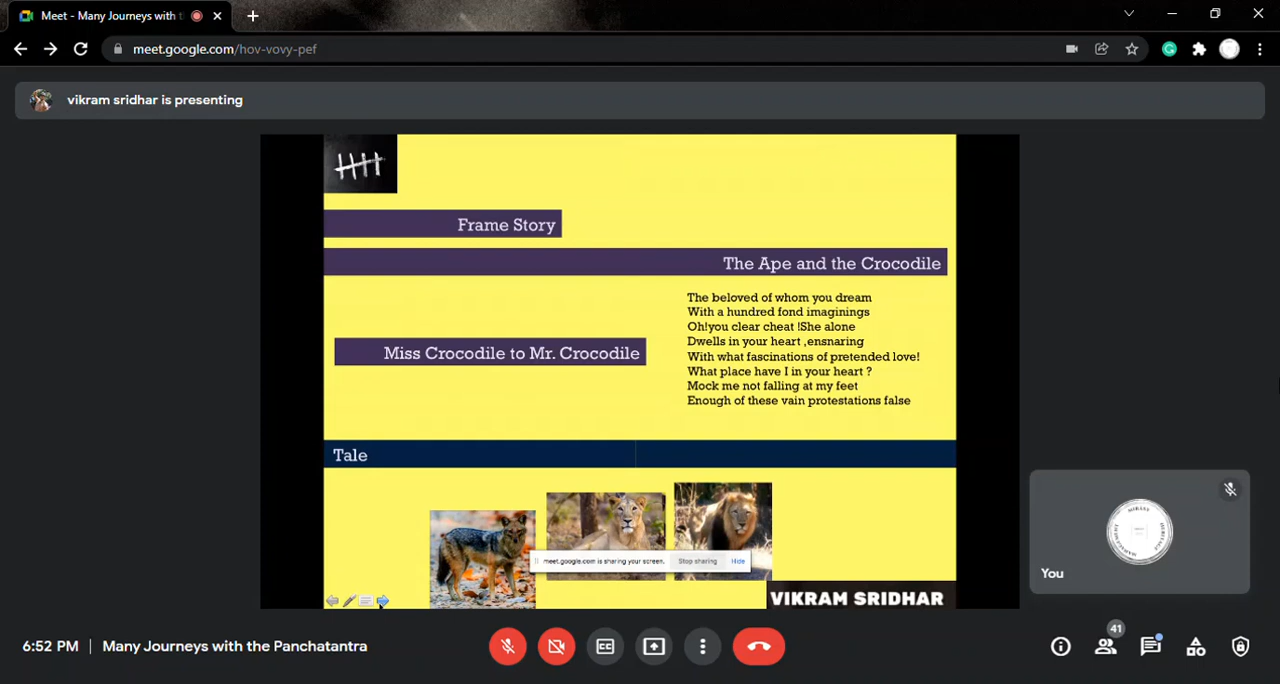 Meet - Many Journeys with t
meet.google.com/hov-vovy-pef
vikram sridhar is presenting
Frame Story
The Ape and the Crocodile
The beloved of whom you dream
With a hundred fond imaginings
Oh!you clear cheat !She alone
Dwells in your heart ,ensnaring
With what fascinations of pretended love!
What place have I in your heart ?
Mock me not falling at my feet
Enough of these vain protestations false
Miss Crocodile to Mr. Crocodile
Tale
meet.google.com is sharing your screen. Stop sharing Hide
VIKRAM SRIDHAR
You
6:52 PM | Many Journeys with the Panchatantra
CC
41